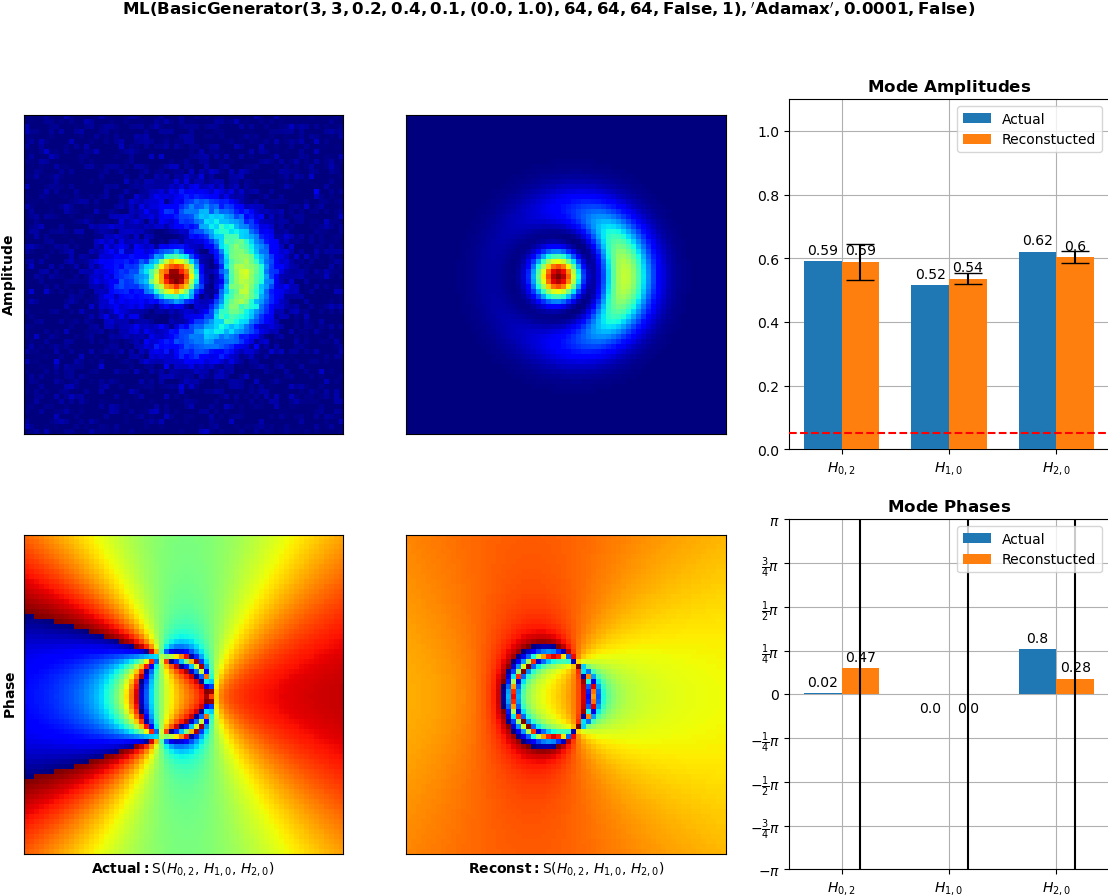 ML(BasicGenerator(3, 3, 0.2, 0.4, 0.1, (0.0, 1.0), 64, 64, 64, False, 1), ′Adamax′, 0.0001, False)
Amplitude
Mode Amplitudes
Actual
Reconstucted
1.0
0.8
0.6
0.4
0.2
0.0
0.59 0.59 0.52 0.54 0.62 0.6
H0,2 H1,0 H2,0
Phase
Actual: S(H0,2, H1,0, H2,0)
Reconst: S(H0,2, H1,0, H2,0)
Mode Phases
Actual
Reconstucted
π
3/4π
1/2π
1/4π
0
−1/4π
−1/2π
−3/4π
−π
0.02 0.47 0.0 0.0 0.8 0.28
H0,2 H1,0 H2,0